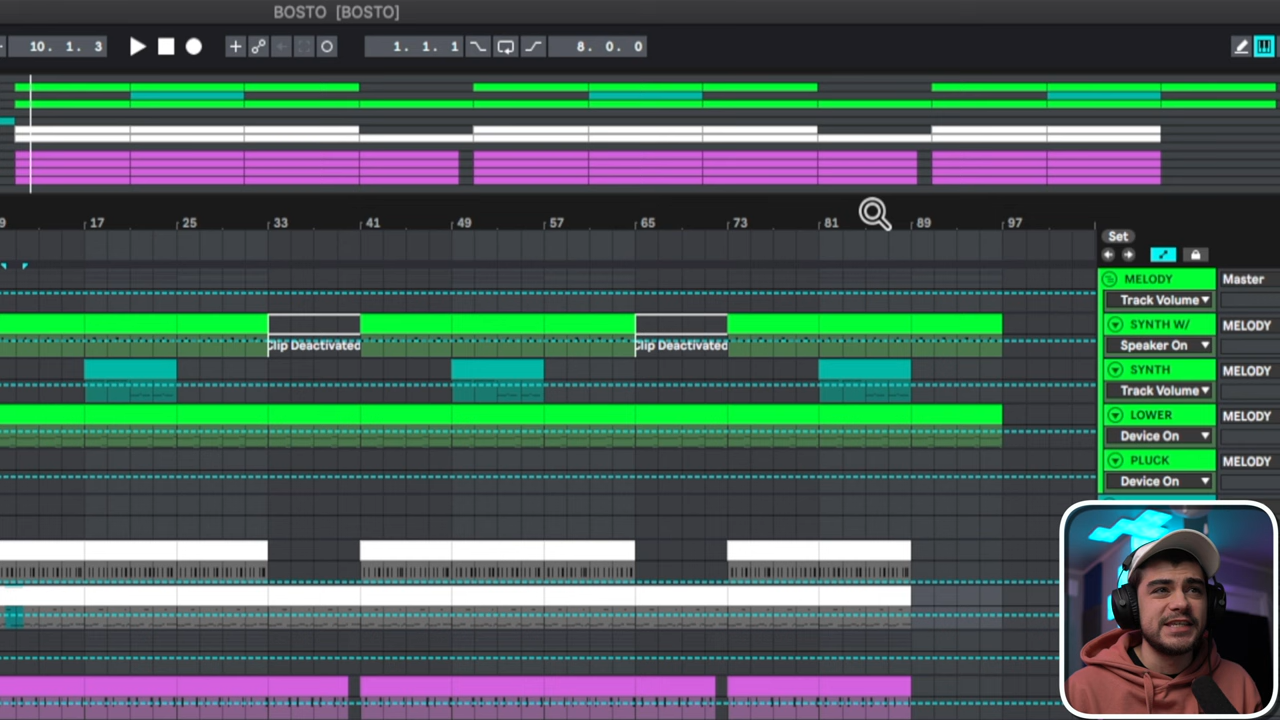 BOSTO [BOSTO]
10. 1. 3
1. 1. 1
8. 0. 0
9 17 25 33 41 49 57 65 73 81 89 97
Set
MELODY Master
Track Volume
SYNTH W/ MELODY
Clip Deactivated Clip Deactivated Speaker On
SYNTH MELODY
Track Volume
LOWER MELODY
Device On
PLUCK MELODY
Device On